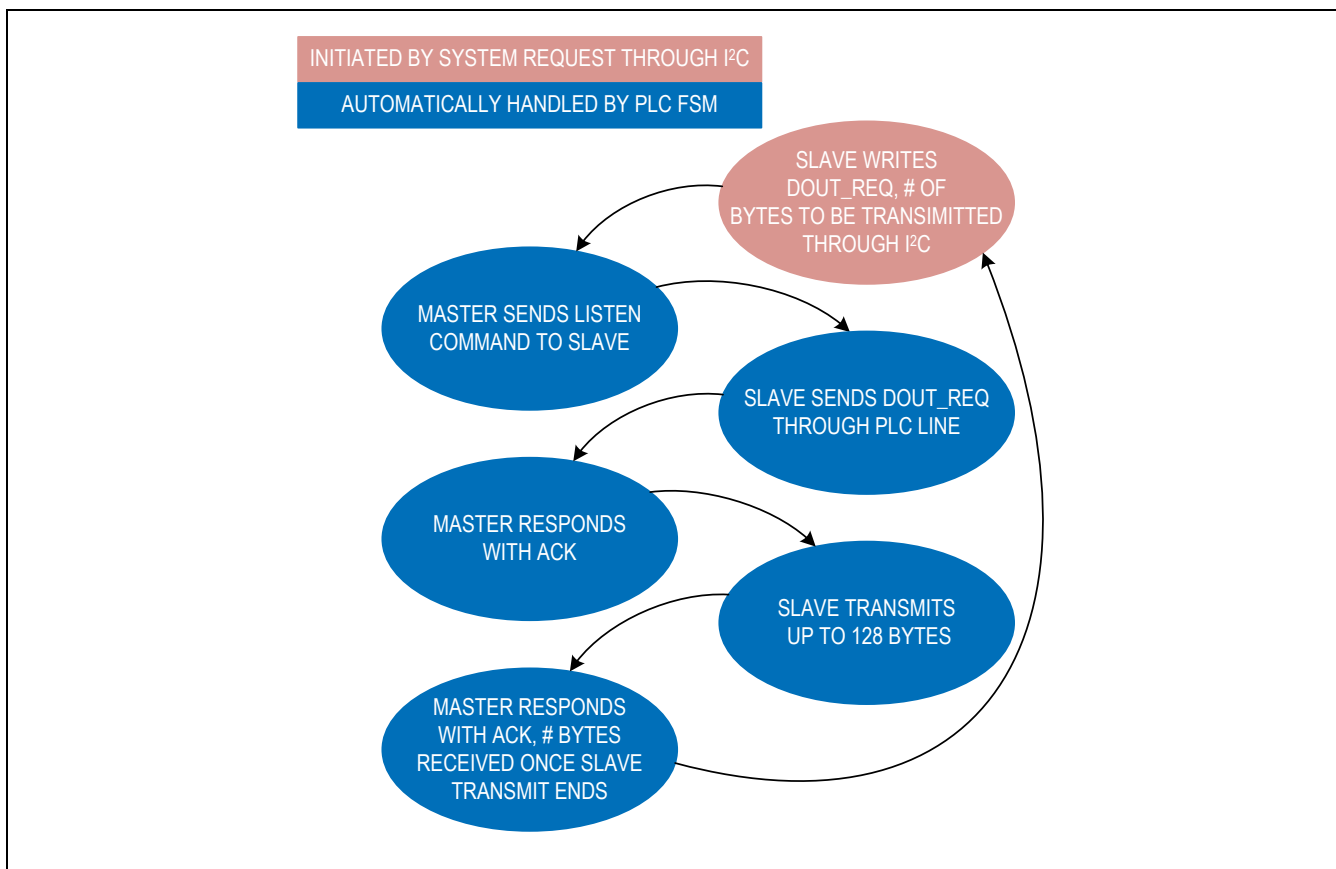 INITIATED BY SYSTEM REQUEST THROUGH I²C
AUTOMATICALLY HANDLED BY PLC FSM
SLAVE WRITES
DOUT_REQ, # OF
BYTES TO BE TRANSIMITTED
THROUGH I²C
MASTER SENDS LISTEN
COMMAND TO SLAVE
SLAVE SENDS DOUT_REQ
THROUGH PLC LINE
MASTER RESPONDS
WITH ACK
SLAVE TRANSMITS
UP TO 128 BYTES
MASTER RESPONDS
WITH ACK, # BYTES
RECEIVED ONCE SLAVE
TRANSMIT ENDS